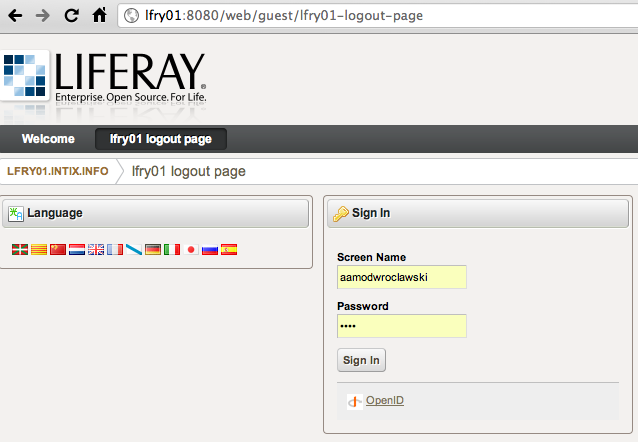 lfry01:8080/web/guest/lfry01-logout-page
LIFERAY®
Enterprise. Open Source. For Life.
Welcome lfry01 logout page
LFRY01.INTIX.INFO lfry01 logout page
Language
Sign In
Screen Name
aamodwroclawski
Password
••••
Sign In
OpenID